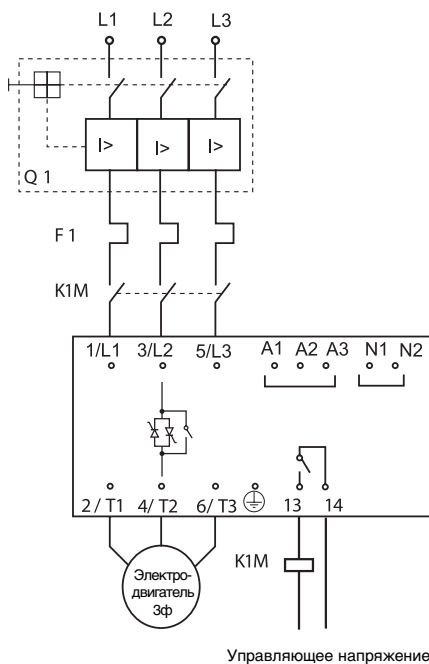 L1 L2 L3
I> I> I>
Q 1
F 1
K1M
1/L1 3/L2 5/L3 A1 A2 A3 N1 N2
2/ T1 4/ T2 6/ T3 13 14
K1M
Электро-
двигатель
3ф
Управляющее напряжение